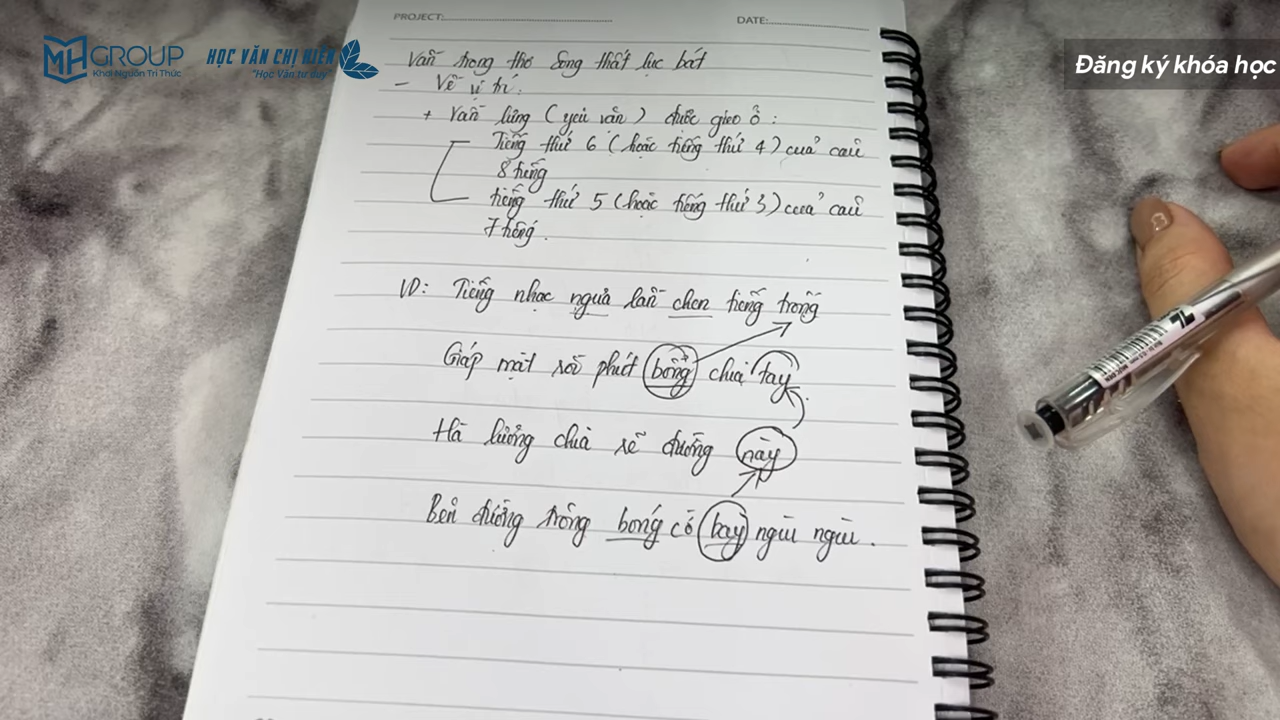 PROJECT:
DATE:
MH GROUP
Khơi Nguồn Tri Thức
HỌC VĂN CHỊ HIÊN
"Học Văn tư duy"
Đăng ký khóa học
Vần trong thơ song thất lục bát
- Về vị trí:
+ Vần lưng (yêu vận) được gieo ở:
Tiếng thứ 6 (hoặc tiếng thứ 4) của câu
8 tiếng
tiếng thứ 5 (hoặc tiếng thứ 3) của câu
7 tiếng.
VD: Tiếng nhạc ngựa lẫn chen tiếng trống
Giáp mặt rồi phút bỗng chia tay
Hà lương chia rẽ đường này
Bên đường trông bóng cờ bay ngùi ngùi.